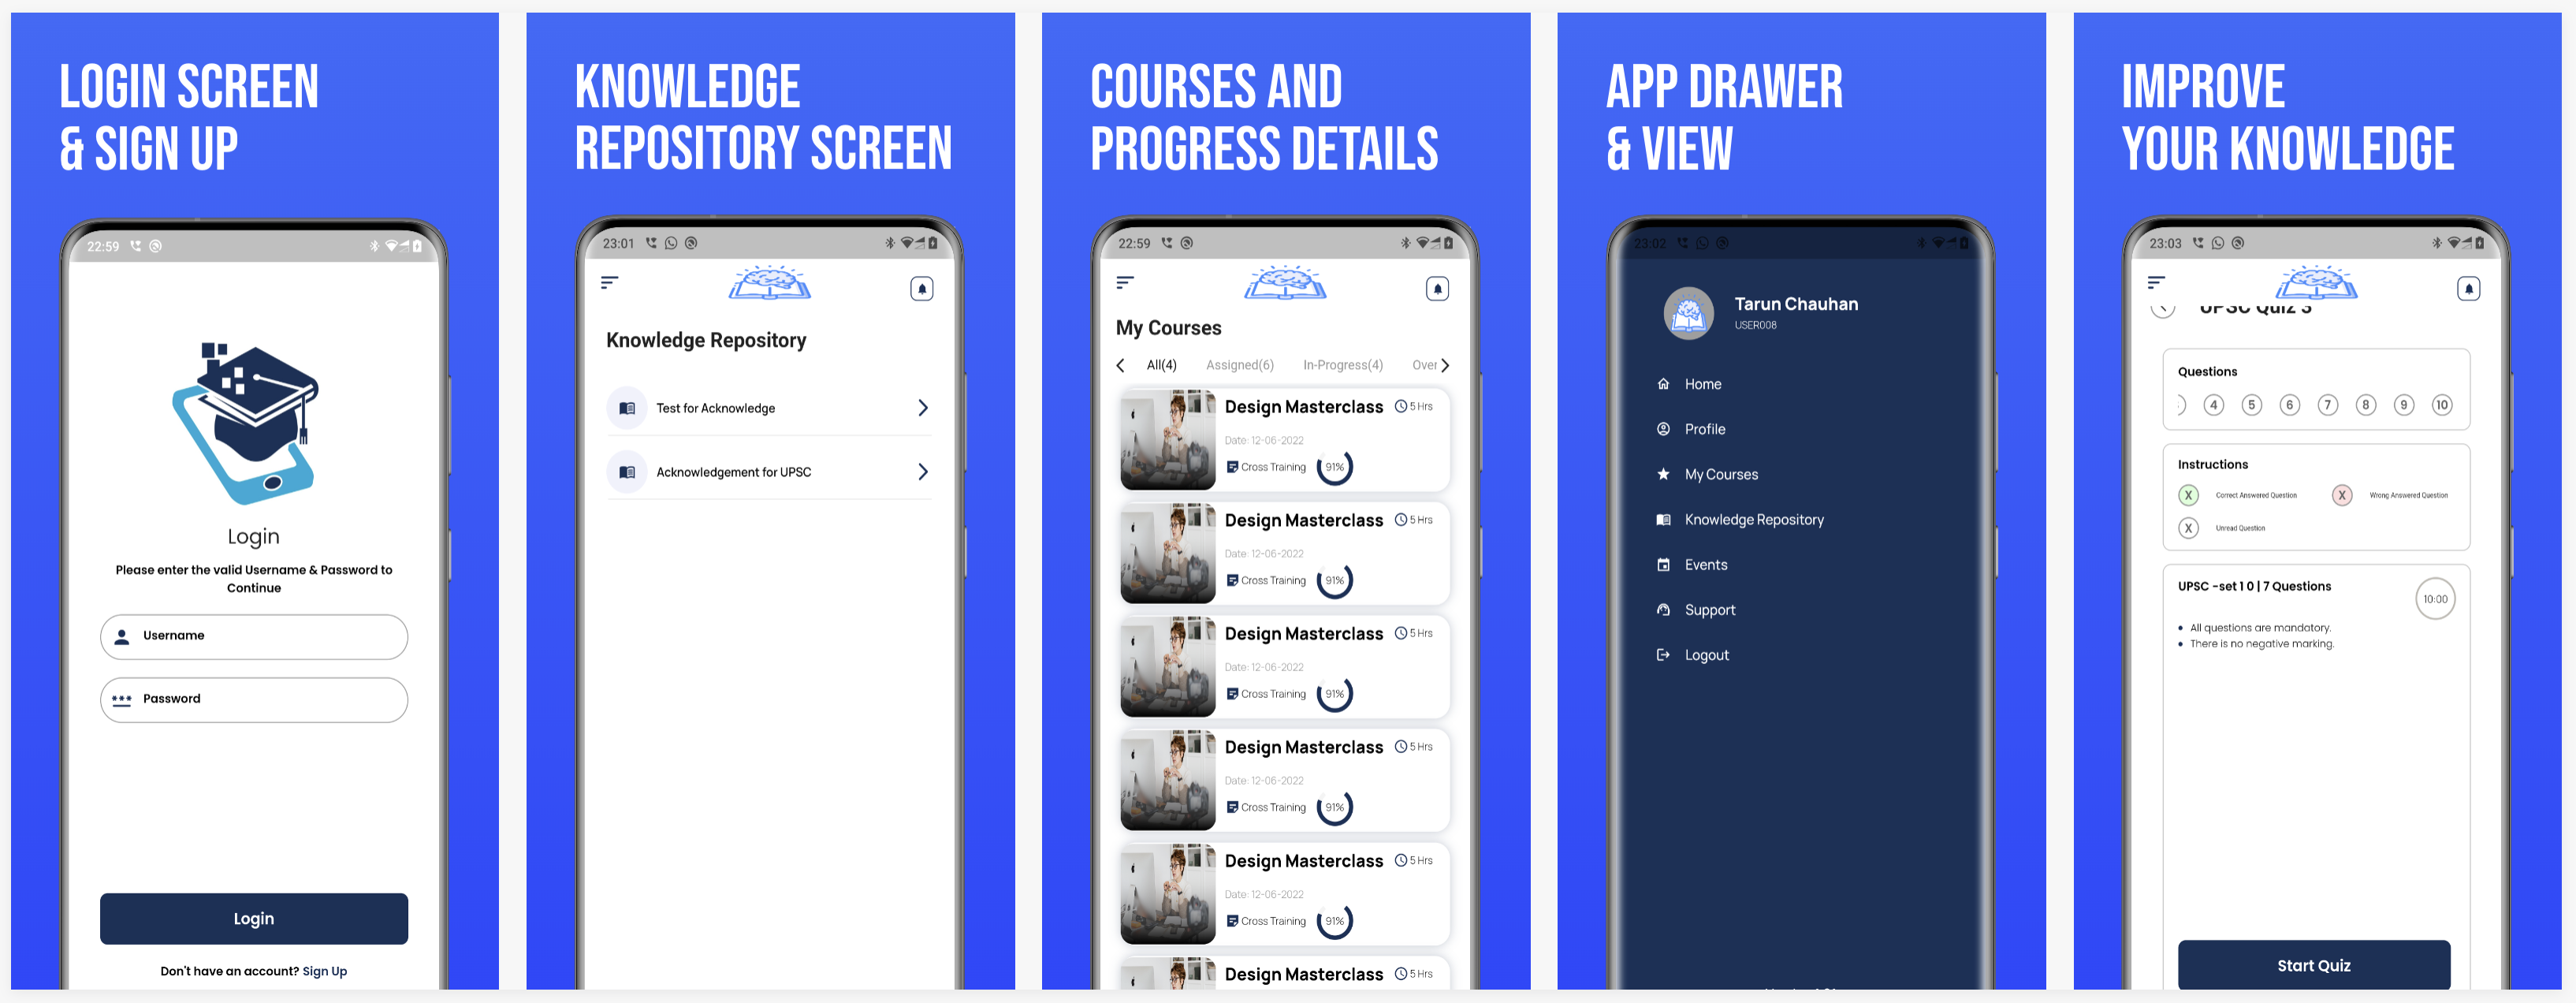 LOGIN SCREEN
& SIGN UP
22:59
Login
Please enter the valid Username & Password to
Continue
Username
***
Password
Login
Don't have an account? Sign Up
KNOWLEDGE
REPOSITORY SCREEN
23:01
Knowledge Repository
Test for Acknowledge
Acknowledgement for UPSC
COURSES AND
PROGRESS DETAILS
22:59
My Courses
All(4) Assigned(6) In-Progress(4) Over
Design Masterclass 5 Hrs
Date: 12-06-2022
Cross Training 91%
Design Masterclass 5 Hrs
Date: 12-06-2022
Cross Training 91%
Design Masterclass 5 Hrs
Date: 12-06-2022
Cross Training 91%
Design Masterclass 5 Hrs
Date: 12-06-2022
Cross Training 91%
Design Masterclass 5 Hrs
Date: 12-06-2022
Cross Training 91%
Design Masterclass 5 Hrs
APP DRAWER
& VIEW
23:02
Tarun Chauhan
USER008
Home
Profile
My Courses
Knowledge Repository
Events
Support
Logout
IMPROVE
YOUR KNOWLEDGE
23:03
UPSC Quiz 3
Questions
4 5 6 7 8 9 10
Instructions
X Correct Answered Question X Wrong Answered Question
X Unread Question
UPSC -set 1 0 | 7 Questions
10:00
• All questions are mandatory.
• There is no negative marking.
Start Quiz